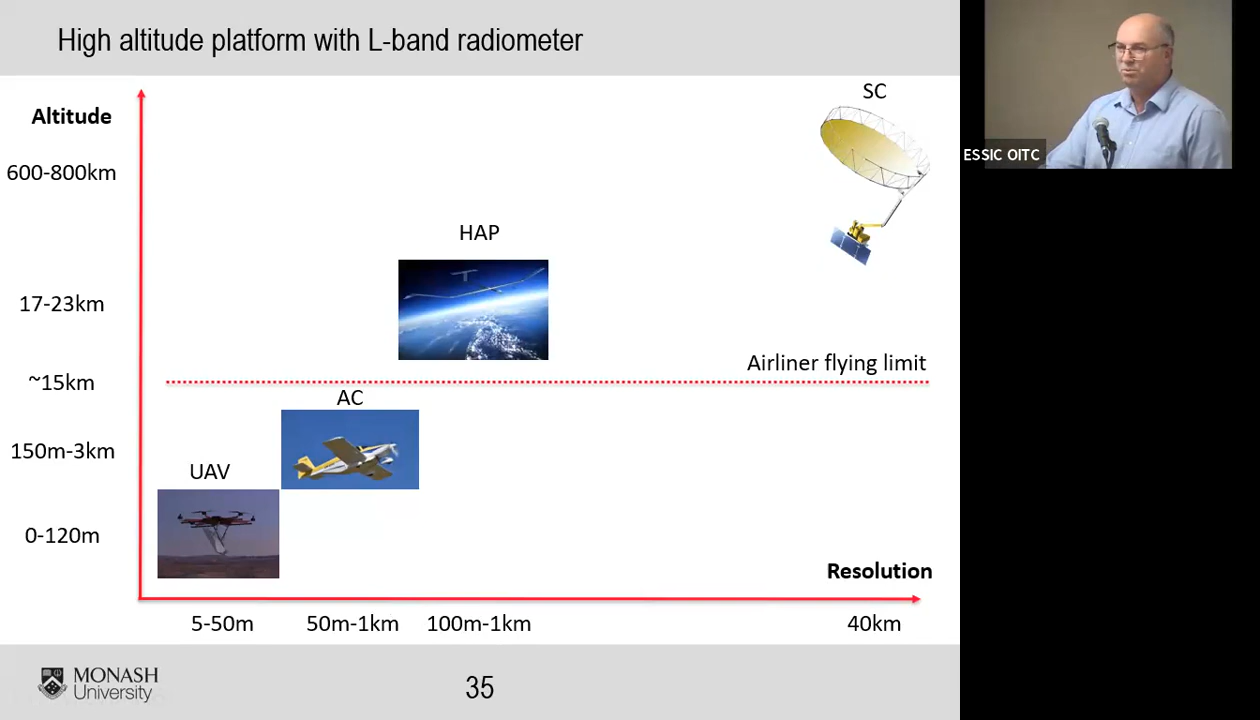 High altitude platform with L-band radiometer
SC
Altitude
ESSIC OITC
600-800km
HAP
17-23km
Airliner flying limit
~15km
AC
150m-3km
UAV
0-120m
Resolution
5-50m
50m-1km
100m-1km
40km
MONASH
University
35